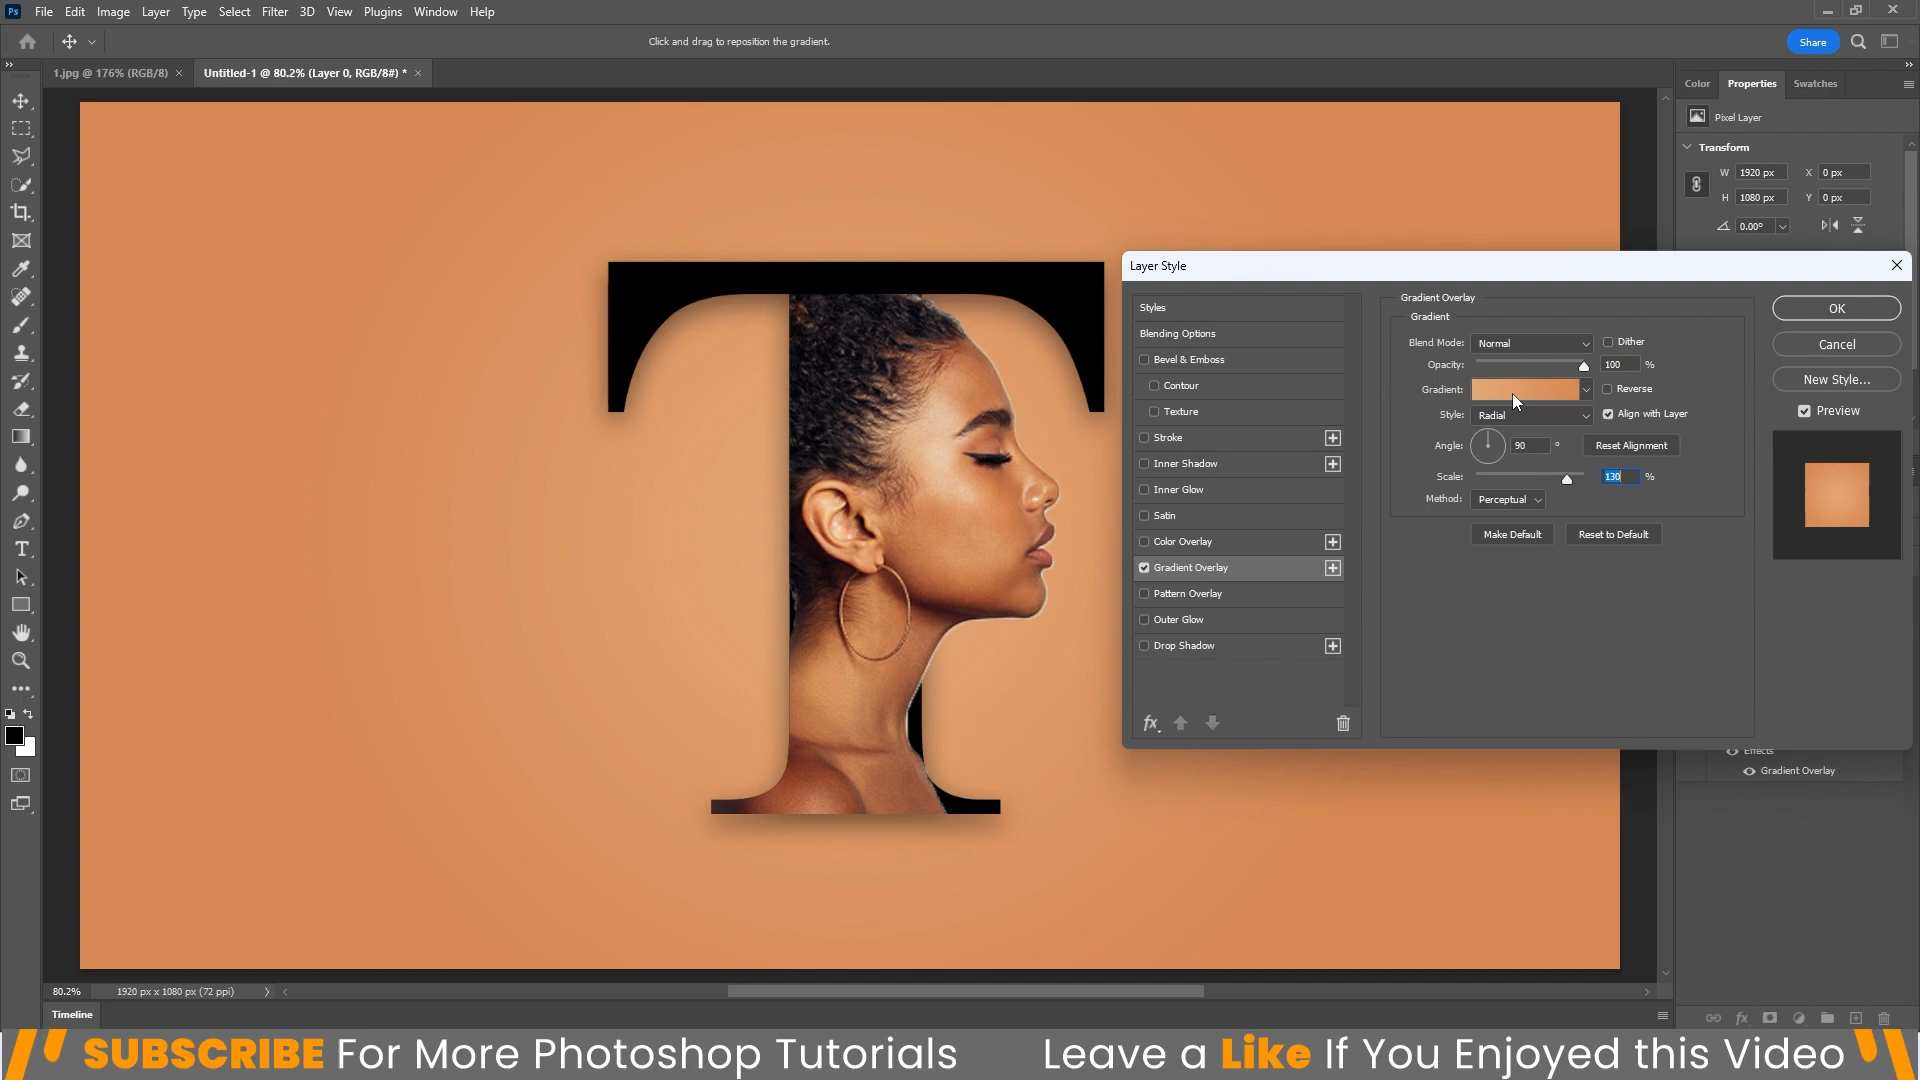 Ps File Edit Image Layer Type Select Filter 3D View Plugins Window Help
Click and drag to reposition the gradient.
Share
1.jpg @ 176% (RGB/8) × Untitled-1 @ 80.2% (Layer 0, RGB/8#) * ×
Color Properties Swatches
Pixel Layer
Transform
W 1920 px X 0 px
H 1080 px Y 0 px
0.00°
T
Layer Style
Styles
Blending Options
Bevel & Emboss
Contour
Texture
Stroke
Inner Shadow
Inner Glow
Satin
Color Overlay
Gradient Overlay
Pattern Overlay
Outer Glow
Drop Shadow
fx
Gradient Overlay
Gradient
Blend Mode: Normal Dither
Opacity: 100 %
Gradient: Reverse
Style: Radial Align with Layer
Angle: 90 ° Reset Alignment
Scale: 130 %
Method: Perceptual
Make Default Reset to Default
OK
Cancel
New Style...
Preview
Effects
Gradient Overlay
80.2% 1920 px x 1080 px (72 ppi)
Timeline
fx
SUBSCRIBE For More Photoshop Tutorials Leave a Like If You Enjoyed this Video